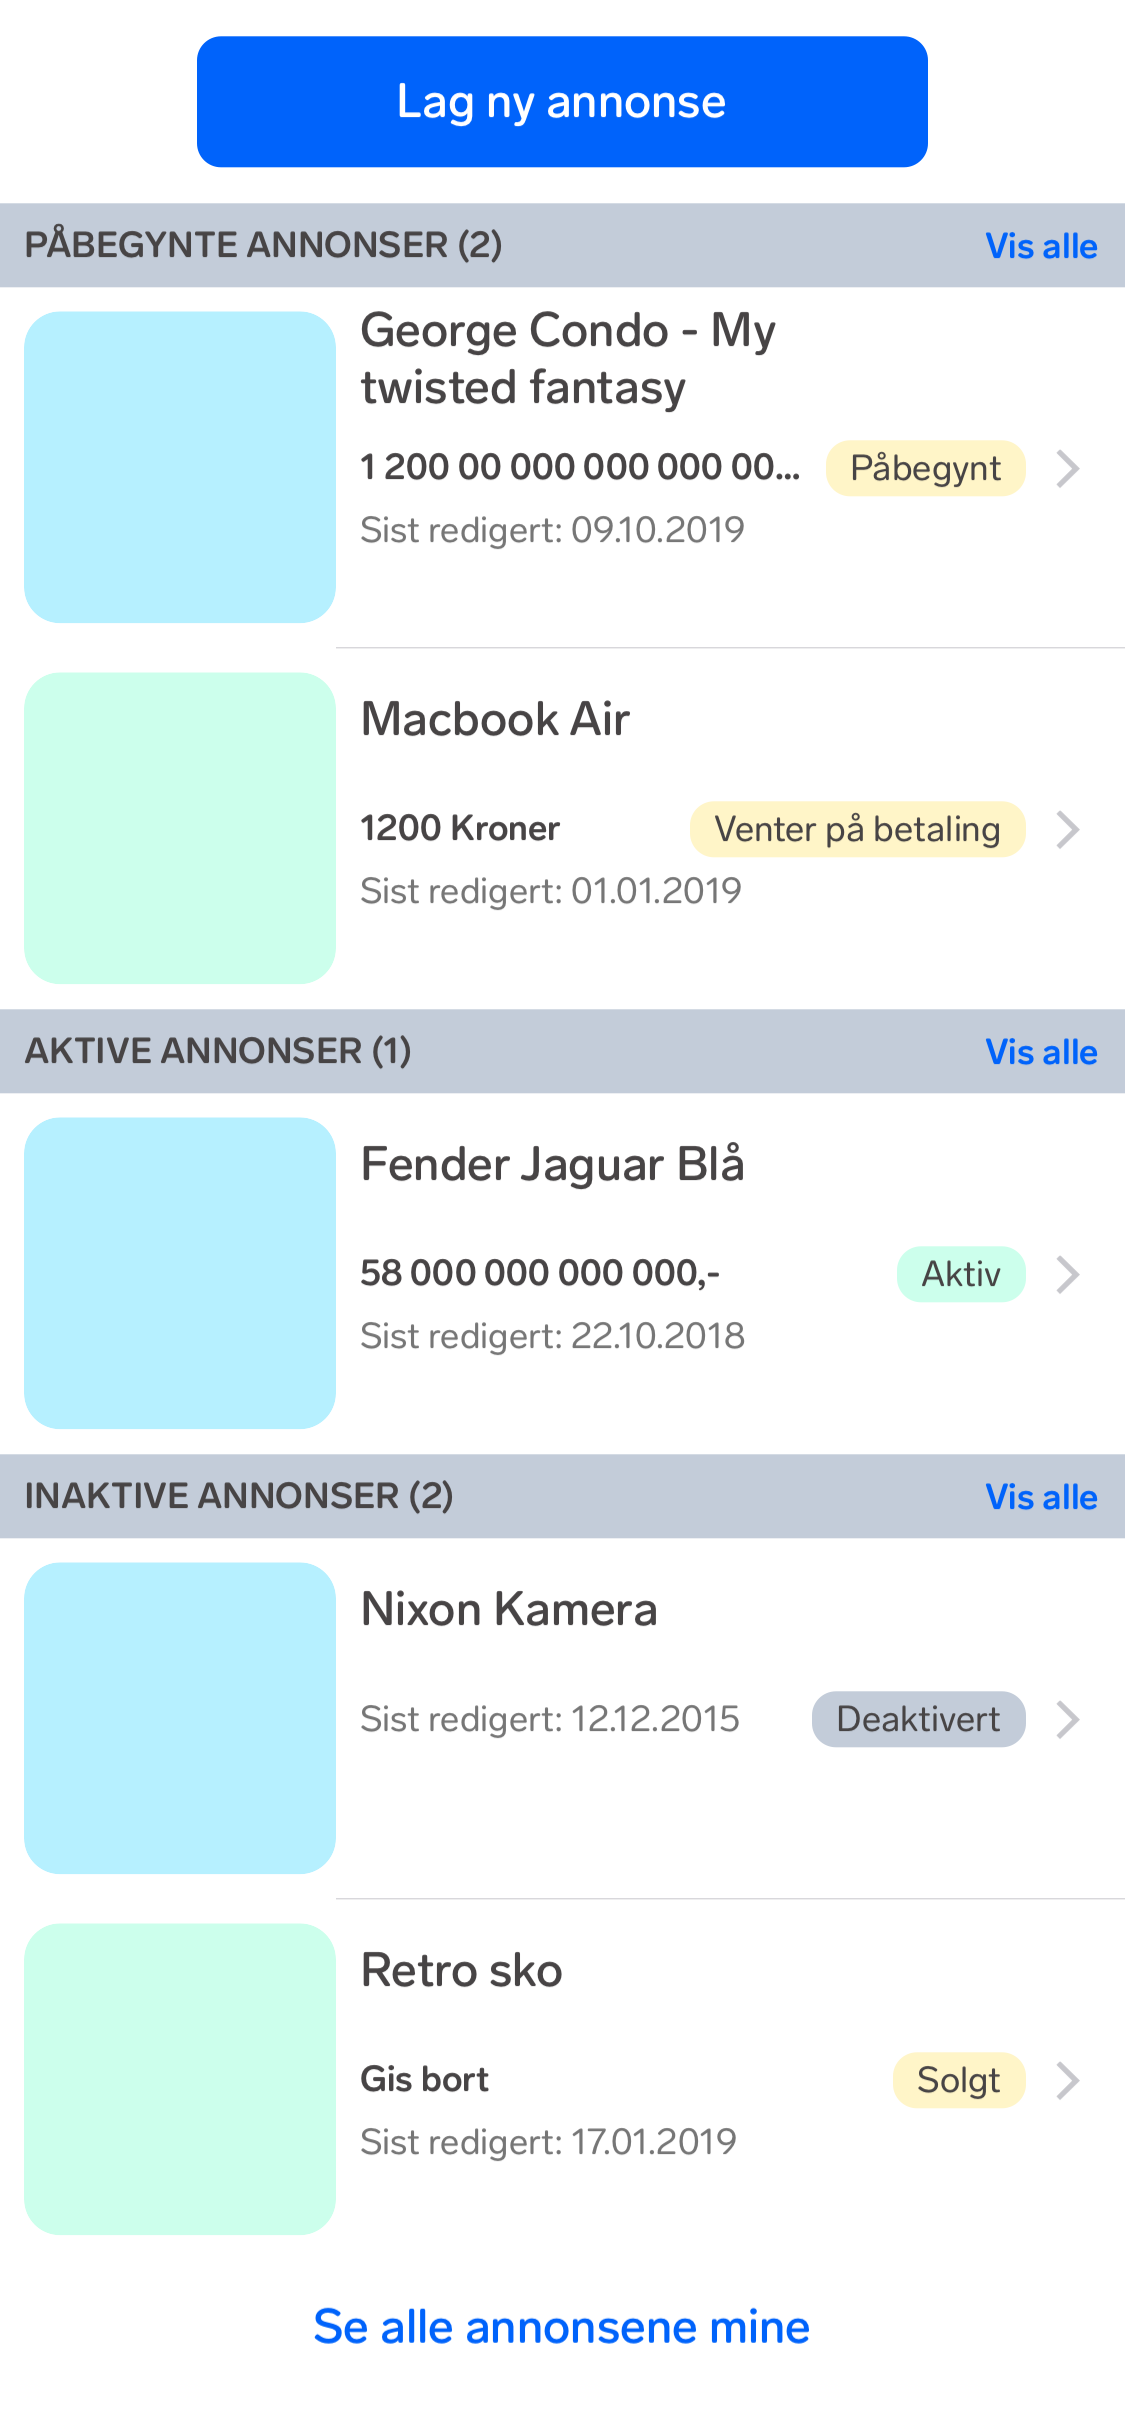 Lag ny annonse
PÅBEGYNTE ANNONSER (2) Vis alle
George Condo - My
twisted fantasy
1 200 00 000 000 000 00... Påbegynt
Sist redigert: 09.10.2019
Macbook Air
1200 Kroner Venter på betaling
Sist redigert: 01.01.2019
AKTIVE ANNONSER (1) Vis alle
Fender Jaguar Blå
58 000 000 000 000,- Aktiv
Sist redigert: 22.10.2018
INAKTIVE ANNONSER (2) Vis alle
Nixon Kamera
Sist redigert: 12.12.2015 Deaktivert
Retro sko
Gis bort Solgt
Sist redigert: 17.01.2019
Se alle annonsene mine